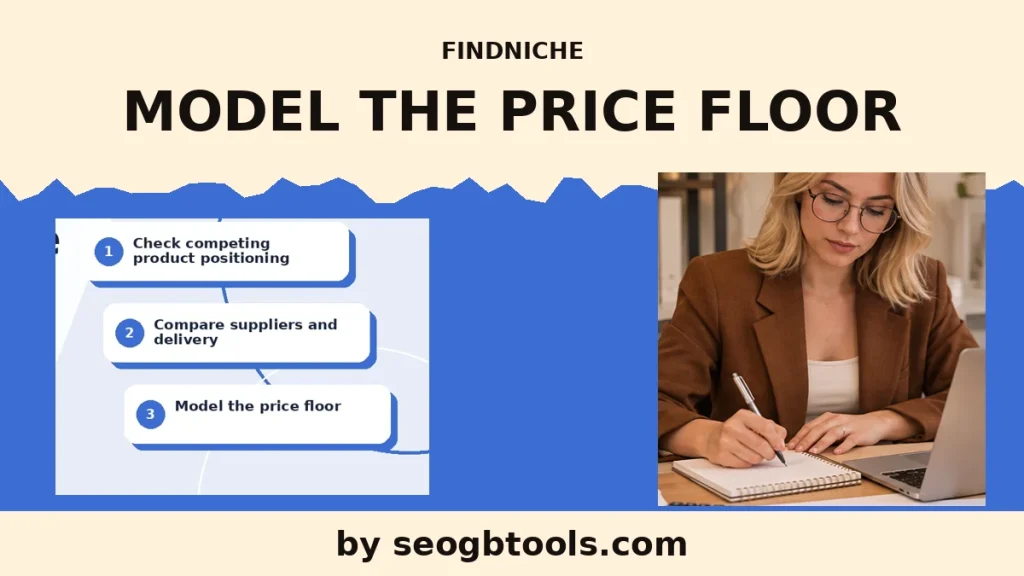 FINDNICHE
MODEL THE PRICE FLOOR
e
1
Check competing
product positioning
2
Compare suppliers and
delivery
3
Model the price floor
by seogbtools.com